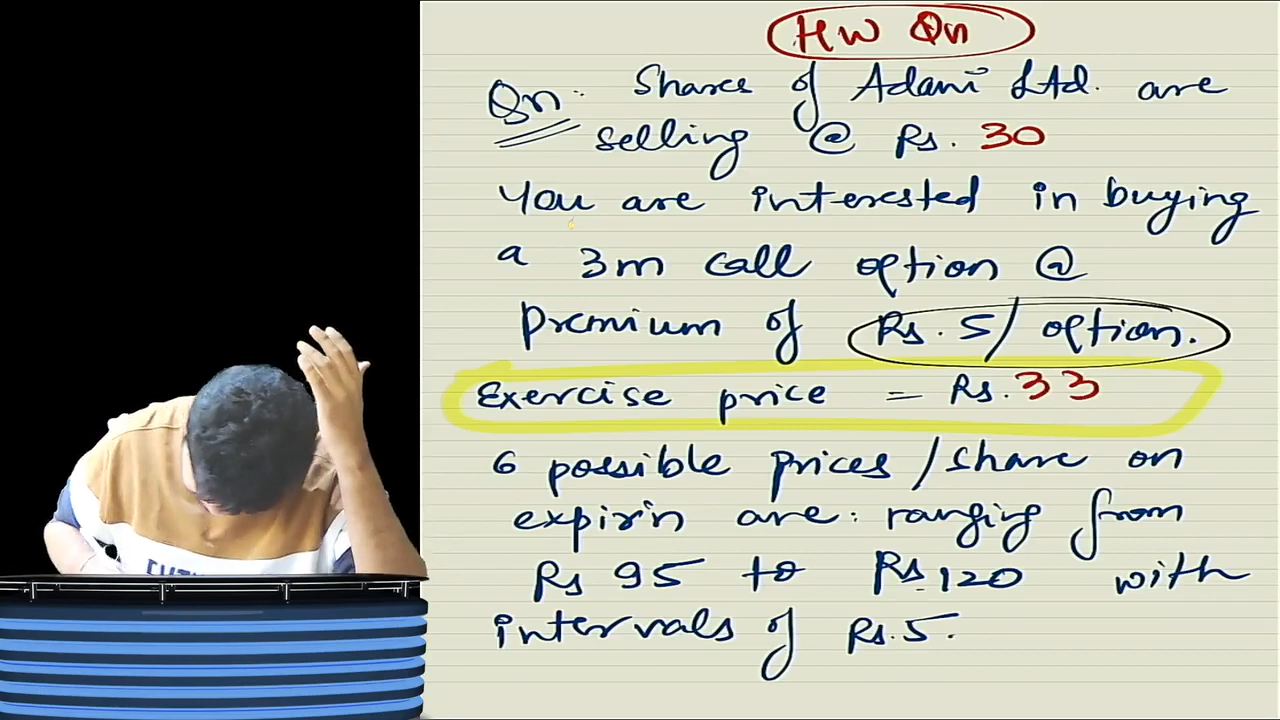 HW Qn
Qn: Shares of Adani Ltd. are
selling @ Rs. 30
You are interested in buying
a 3m call option @
premium of Rs. 5/ option.
Exercise price = Rs. 33
6 possible prices / share on
expirin are: ranging from
Rs 95 to Rs. 120 with
intervals of Rs. 5.